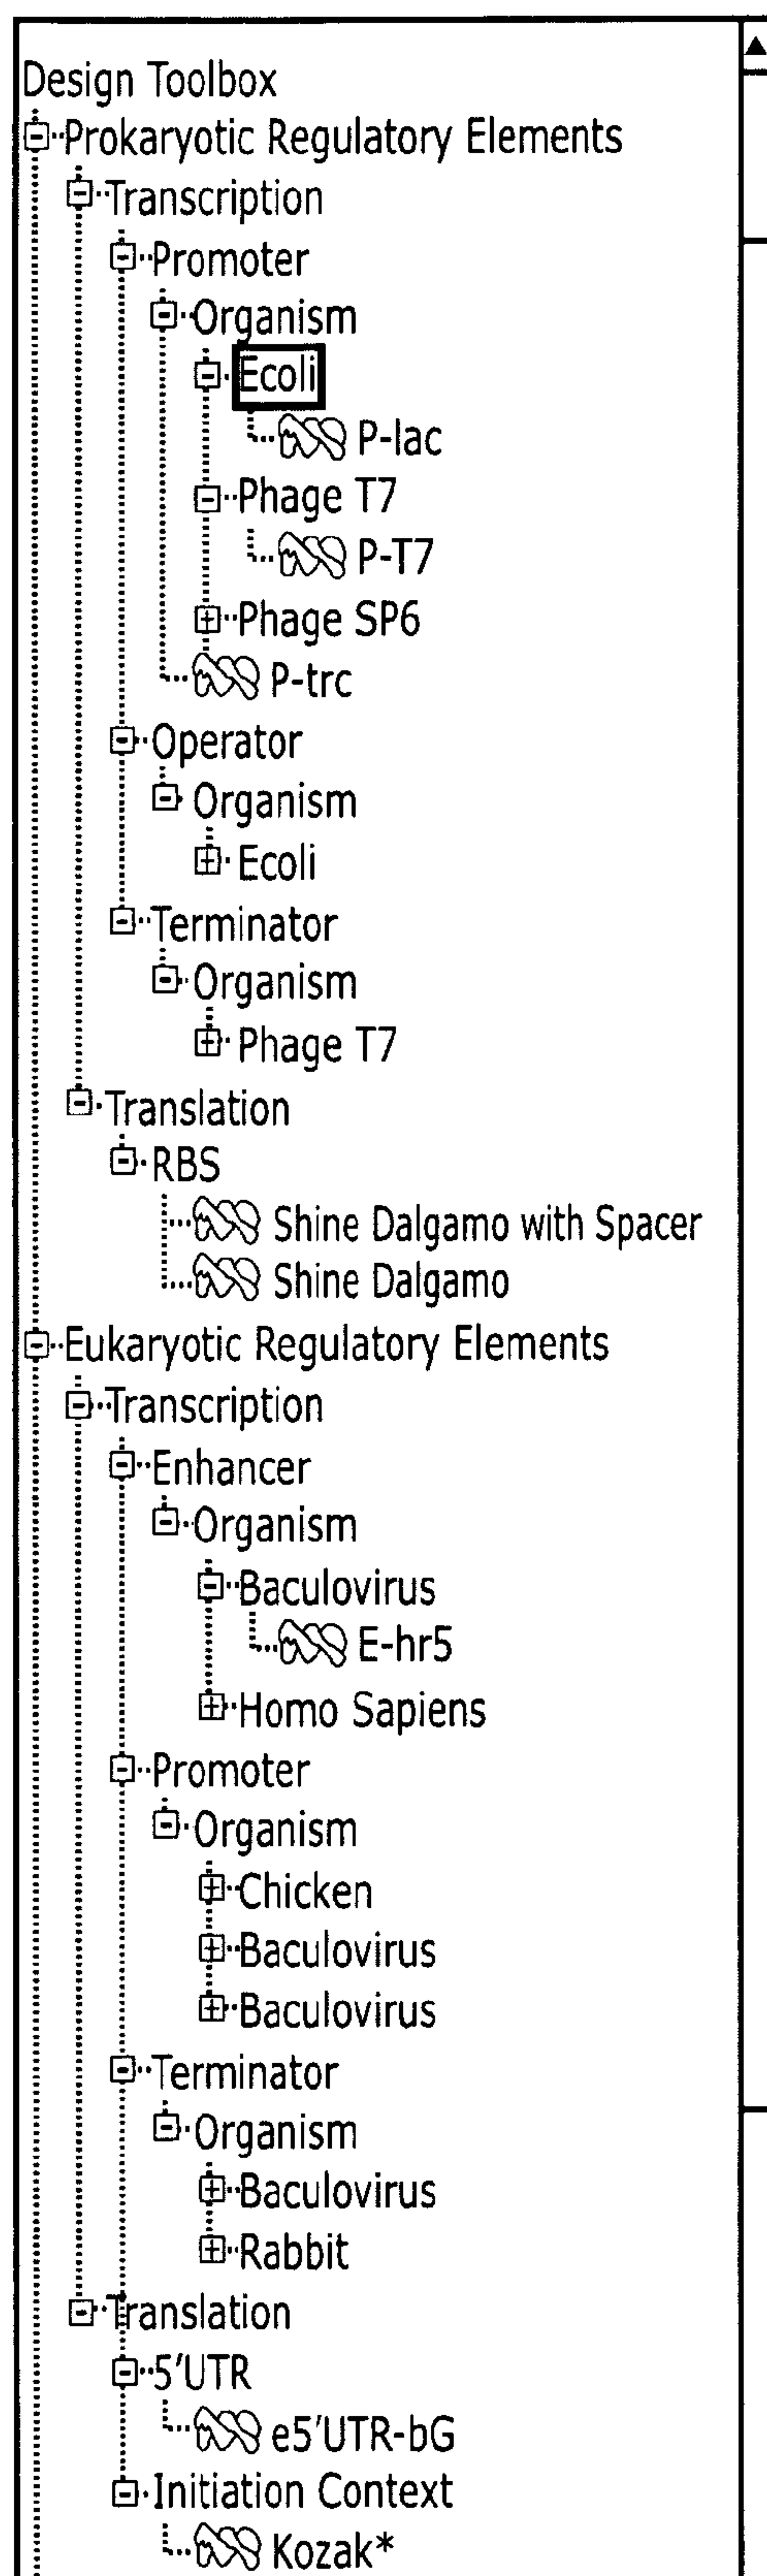 Design Toolbox
Prokaryotic Regulatory Elements
Transcription
Promoter
Organism
Ecoli
P-lac
Phage T7
P-T7
Phage SP6
P-trc
Operator
Organism
Ecoli
Terminator
Organism
Phage T7
Translation
RBS
Shine Dalgamo with Spacer
Shine Dalgamo
Eukaryotic Regulatory Elements
Transcription
Enhancer
Organism
Baculovirus
E-hr5
Homo Sapiens
Promoter
Organism
Chicken
Baculovirus
Baculovirus
Terminator
Organism
Baculovirus
Rabbit
Translation
5'UTR
e5'UTR-bG
Initiation Context
Kozak*